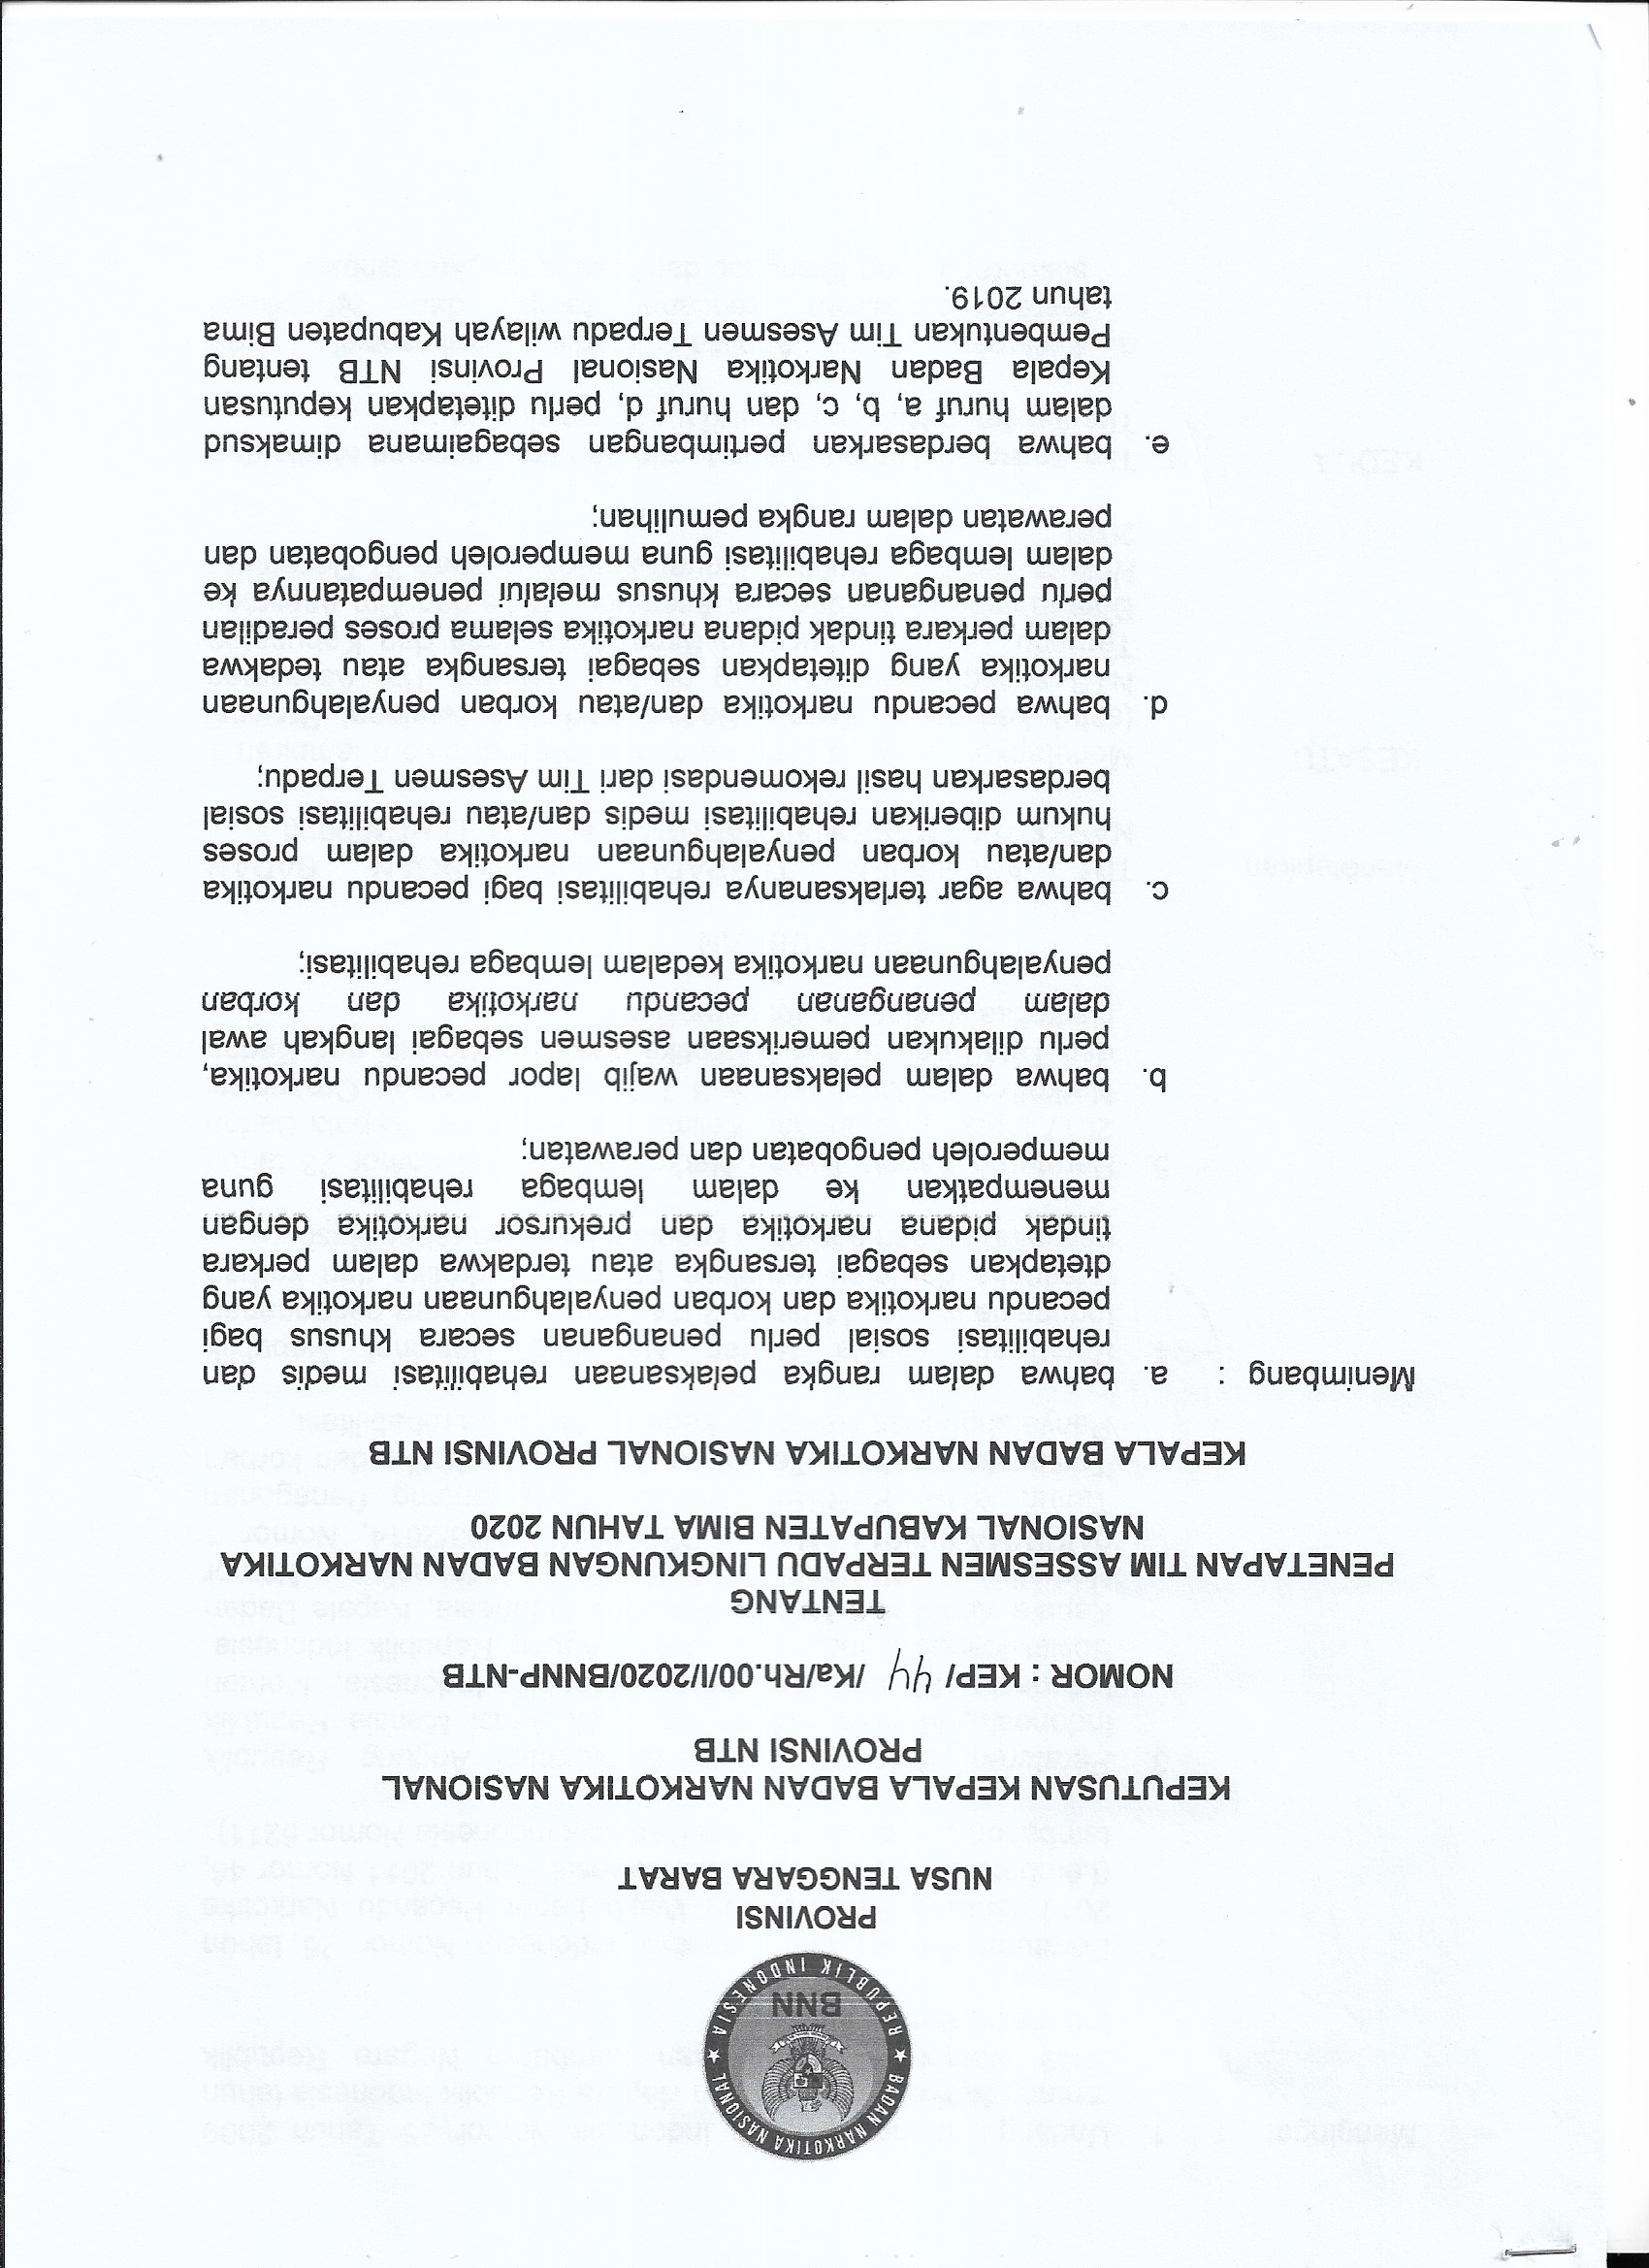 BADAN NARKOTIKA NASIONAL
REPUBLIK INDONESIA
BNN
PROVINSI
NUSA TENGGARA BARAT
KEPUTUSAN KEPALA BADAN NARKOTIKA NASIONAL
PROVINSI NTB
NOMOR : KEP/ 44 /Ka/Rh.00/I/2020/BNNP-NTB
TENTANG
PENETAPAN TIM ASSESMEN TERPADU LINGKUNGAN BADAN NARKOTIKA
NASIONAL KABUPATEN BIMA TAHUN 2020
KEPALA BADAN NARKOTIKA NASIONAL PROVINSI NTB
Menimbang : a. bahwa dalam rangka pelaksanaan rehabilitasi medis dan
rehabilitasi sosial perlu penanganan secara khusus bagi
pecandu narkotika dan korban penyalahgunaan narkotika yang
dtetapkan sebagai tersangka atau terdakwa dalam perkara
tindak pidana narkotika dan prekursor narkotika dengan
menempatkan ke dalam lembaga rehabilitasi guna
memperoleh pengobatan dan perawatan;
b. bahwa dalam pelaksanaan wajib lapor pecandu narkotika,
perlu dilakukan pemeriksaan asesmen sebagai langkah awal
dalam penanganan pecandu narkotika dan korban
penyalahgunaan narkotika kedalam lembaga rehabilitasi;
c. bahwa agar terlaksananya rehabilitasi bagi pecandu narkotika
dan/atau korban penyalahgunaan narkotika dalam proses
hukum diberikan rehabilitasi medis dan/atau rehabilitasi sosial
berdasarkan hasil rekomendasi dari Tim Asesmen Terpadu;
d. bahwa pecandu narkotika dan/atau korban penyalahgunaan
narkotika yang ditetapkan sebagai tersangka atau tedakwa
dalam perkara tindak pidana narkotika selama proses peradilan
perlu penanganan secara khusus melalui penempatannya ke
dalam lembaga rehabilitasi guna memperoleh pengobatan dan
perawatan dalam rangka pemulihan;
e. bahwa berdasarkan pertimbangan sebagaimana dimaksud
dalam huruf a, b, c, dan huruf d, perlu ditetapkan keputusan
Kepala Badan Narkotika Nasional Provinsi NTB tentang
Pembentukan Tim Asesmen Terpadu wilayah Kabupaten Bima
tahun 2019.